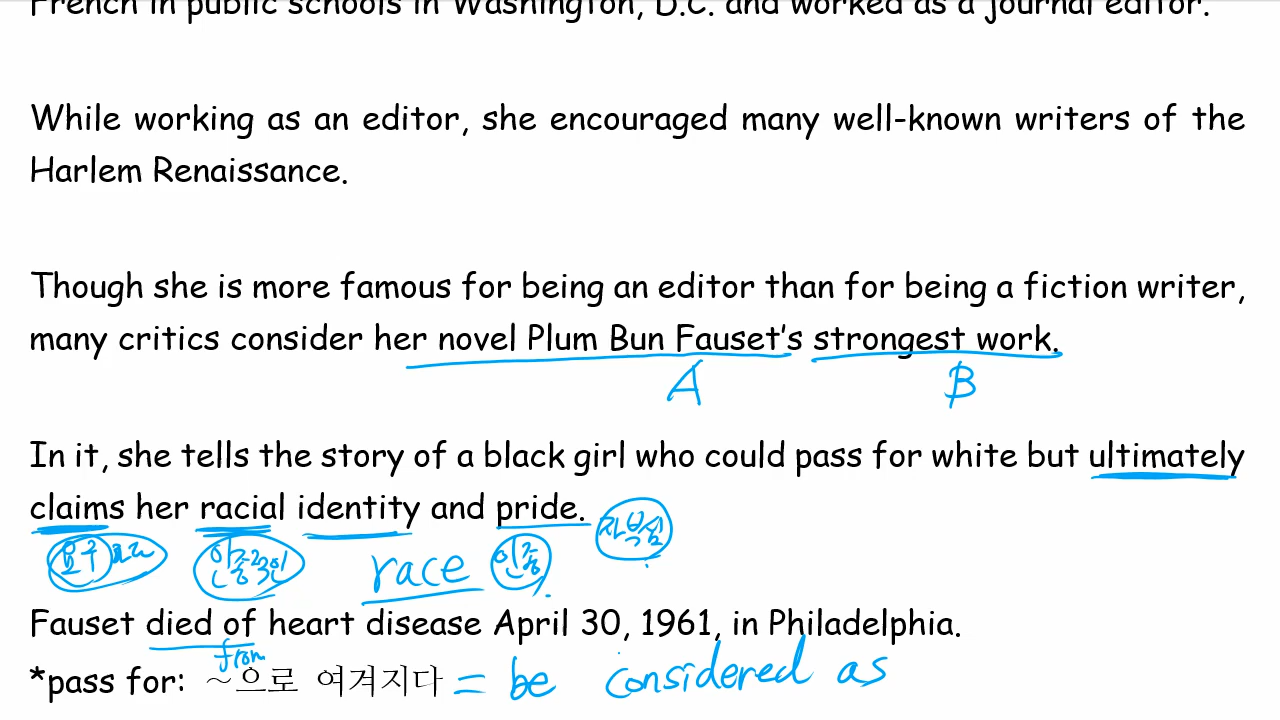 French in public schools in Washington, D.C. and worked as a journal editor.
While working as an editor, she encouraged many well-known writers of the
Harlem Renaissance.
Though she is more famous for being an editor than for being a fiction writer,
many critics consider her novel Plum Bun Fauset's strongest work.
A B
In it, she tells the story of a black girl who could pass for white but ultimately
claims her racial identity and pride.
자부심
요구 인종적인 race 인종
Fauset died of heart disease April 30, 1961, in Philadelphia.
from
*pass for: ~으로 여겨지다 = be considered as